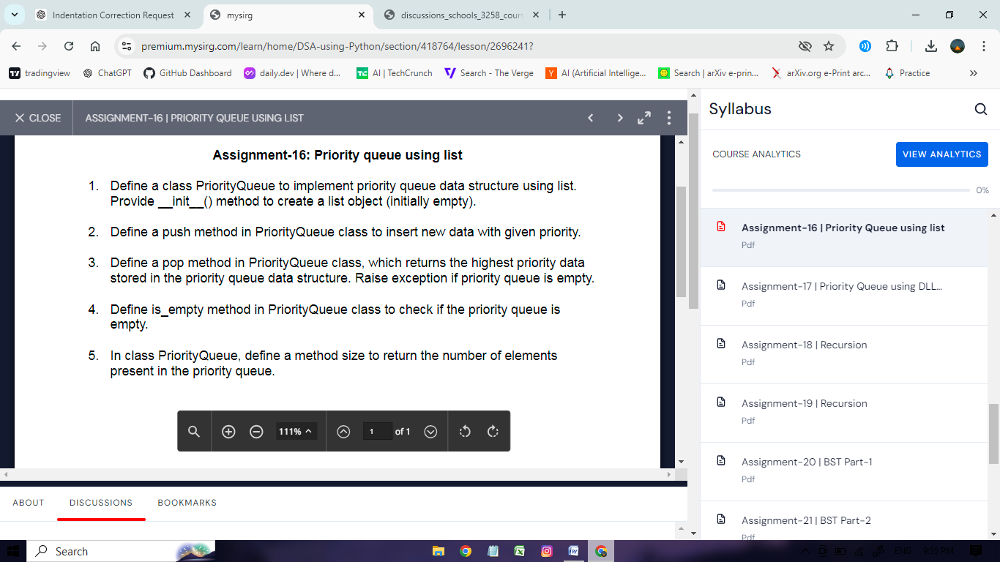 Indentation Correction Request
mysirg
discussions_schools_3258_cour
premium.mysirg.com/learn/home/DSA-using-Python/section/418764/lesson/2696241?
tradingview
ChatGPT
GitHub Dashboard
daily.dev | Where d...
AI | TechCrunch
Search - The Verge
AI (Artificial Intellige...
Search | arXiv e-prin...
arXiv.org e-Print arc...
Practice
CLOSE
ASSIGNMENT-16 | PRIORITY QUEUE USING LIST
Assignment-16: Priority queue using list
1. Define a class PriorityQueue to implement priority queue data structure using list.
Provide __init__() method to create a list object (initially empty).
2. Define a push method in PriorityQueue class to insert new data with given priority.
3. Define a pop method in PriorityQueue class, which returns the highest priority data
stored in the priority queue data structure. Raise exception if priority queue is empty.
4. Define is_empty method in PriorityQueue class to check if the priority queue is
empty.
5. In class PriorityQueue, define a method size to return the number of elements
present in the priority queue.
111%
1 of 1
ABOUT
DISCUSSIONS
BOOKMARKS
Syllabus
COURSE ANALYTICS
VIEW ANALYTICS
0%
Assignment-16 | Priority Queue using list
Pdf
Assignment-17 | Priority Queue using DLL...
Pdf
Assignment-18 | Recursion
Pdf
Assignment-19 | Recursion
Pdf
Assignment-20 | BST Part-1
Pdf
Assignment-21 | BST Part-2
Pdf
Search
ENG
9:55 PM